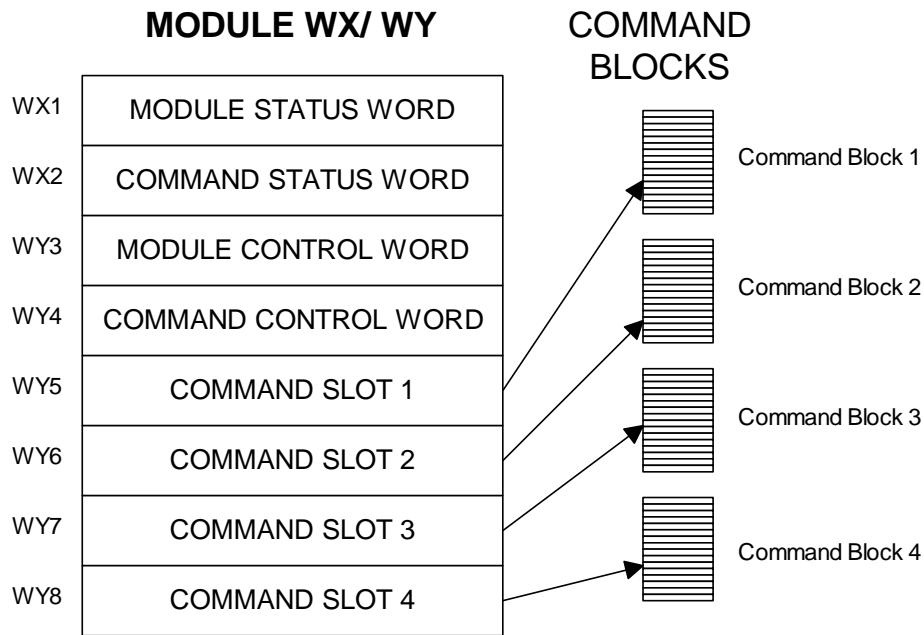 MODULE WX/ WY
COMMAND
BLOCKS
WX1
MODULE STATUS WORD
WX2
COMMAND STATUS WORD
WY3
MODULE CONTROL WORD
WY4
COMMAND CONTROL WORD
WY5
COMMAND SLOT 1
WY6
COMMAND SLOT 2
WY7
COMMAND SLOT 3
WY8
COMMAND SLOT 4
Command Block 1
Command Block 2
Command Block 3
Command Block 4